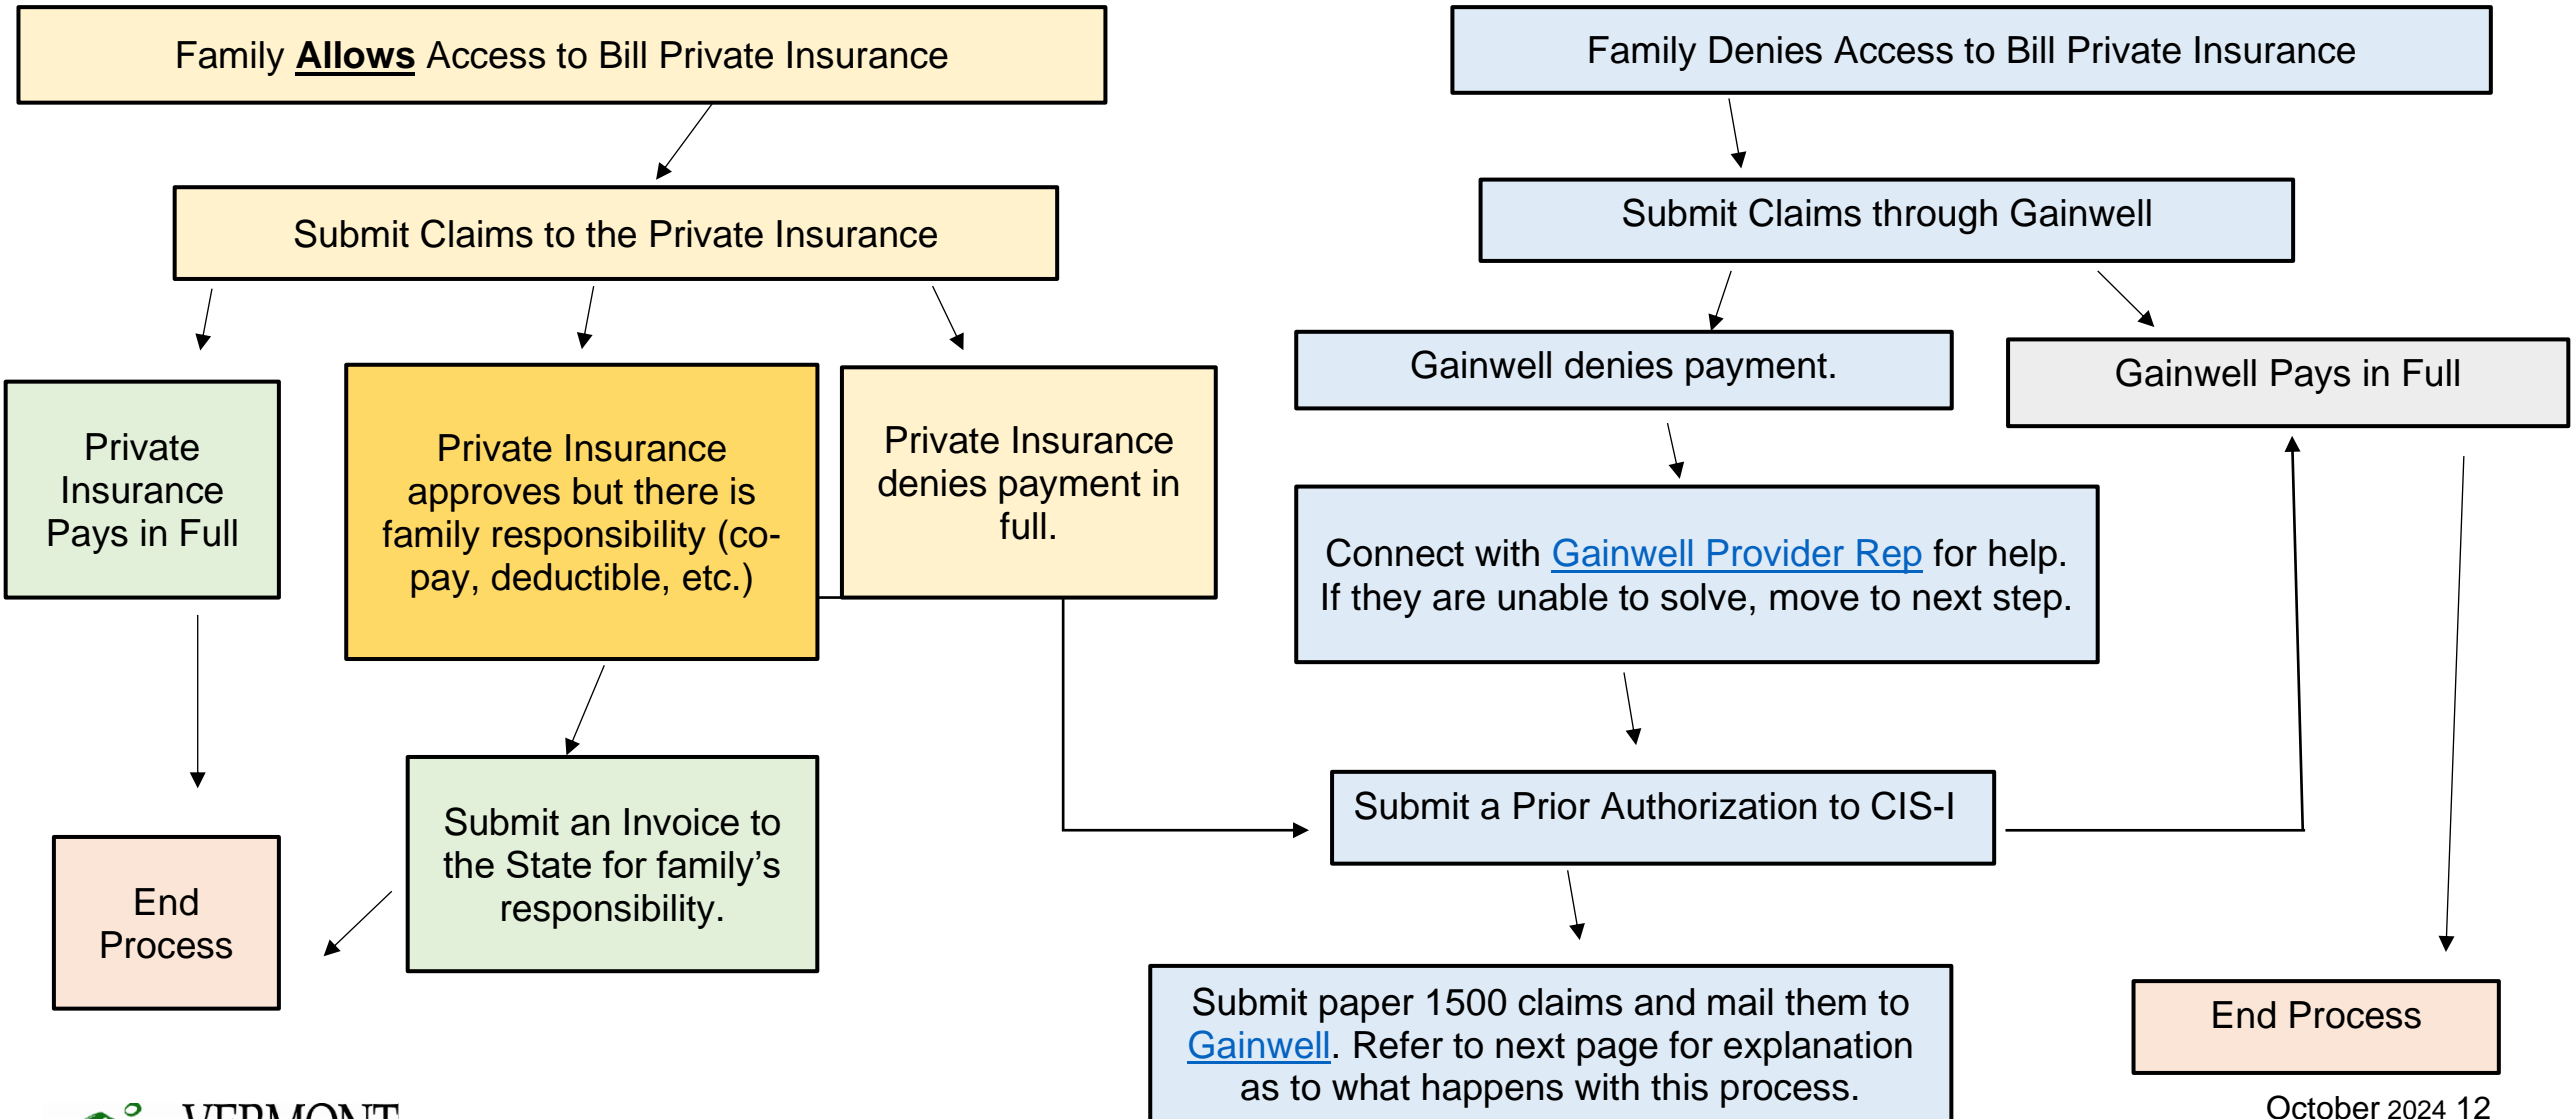 Family Allows Access to Bill Private Insurance
Family Denies Access to Bill Private Insurance
Submit Claims to the Private Insurance
Submit Claims through Gainwell
Private
Insurance
Pays in Full
Private Insurance
approves but there is
family responsibility (co-
pay, deductible, etc.)
Private Insurance
denies payment in
full.
Gainwell denies payment.
Gainwell Pays in Full
Connect with Gainwell Provider Rep for help.
If they are unable to solve, move to next step.
End
Process
Submit an Invoice to
the State for family’s
responsibility.
Submit a Prior Authorization to CIS-I
Submit paper 1500 claims and mail them to
Gainwell. Refer to next page for explanation
as to what happens with this process.
End Process
VERMONT
October 2024 12